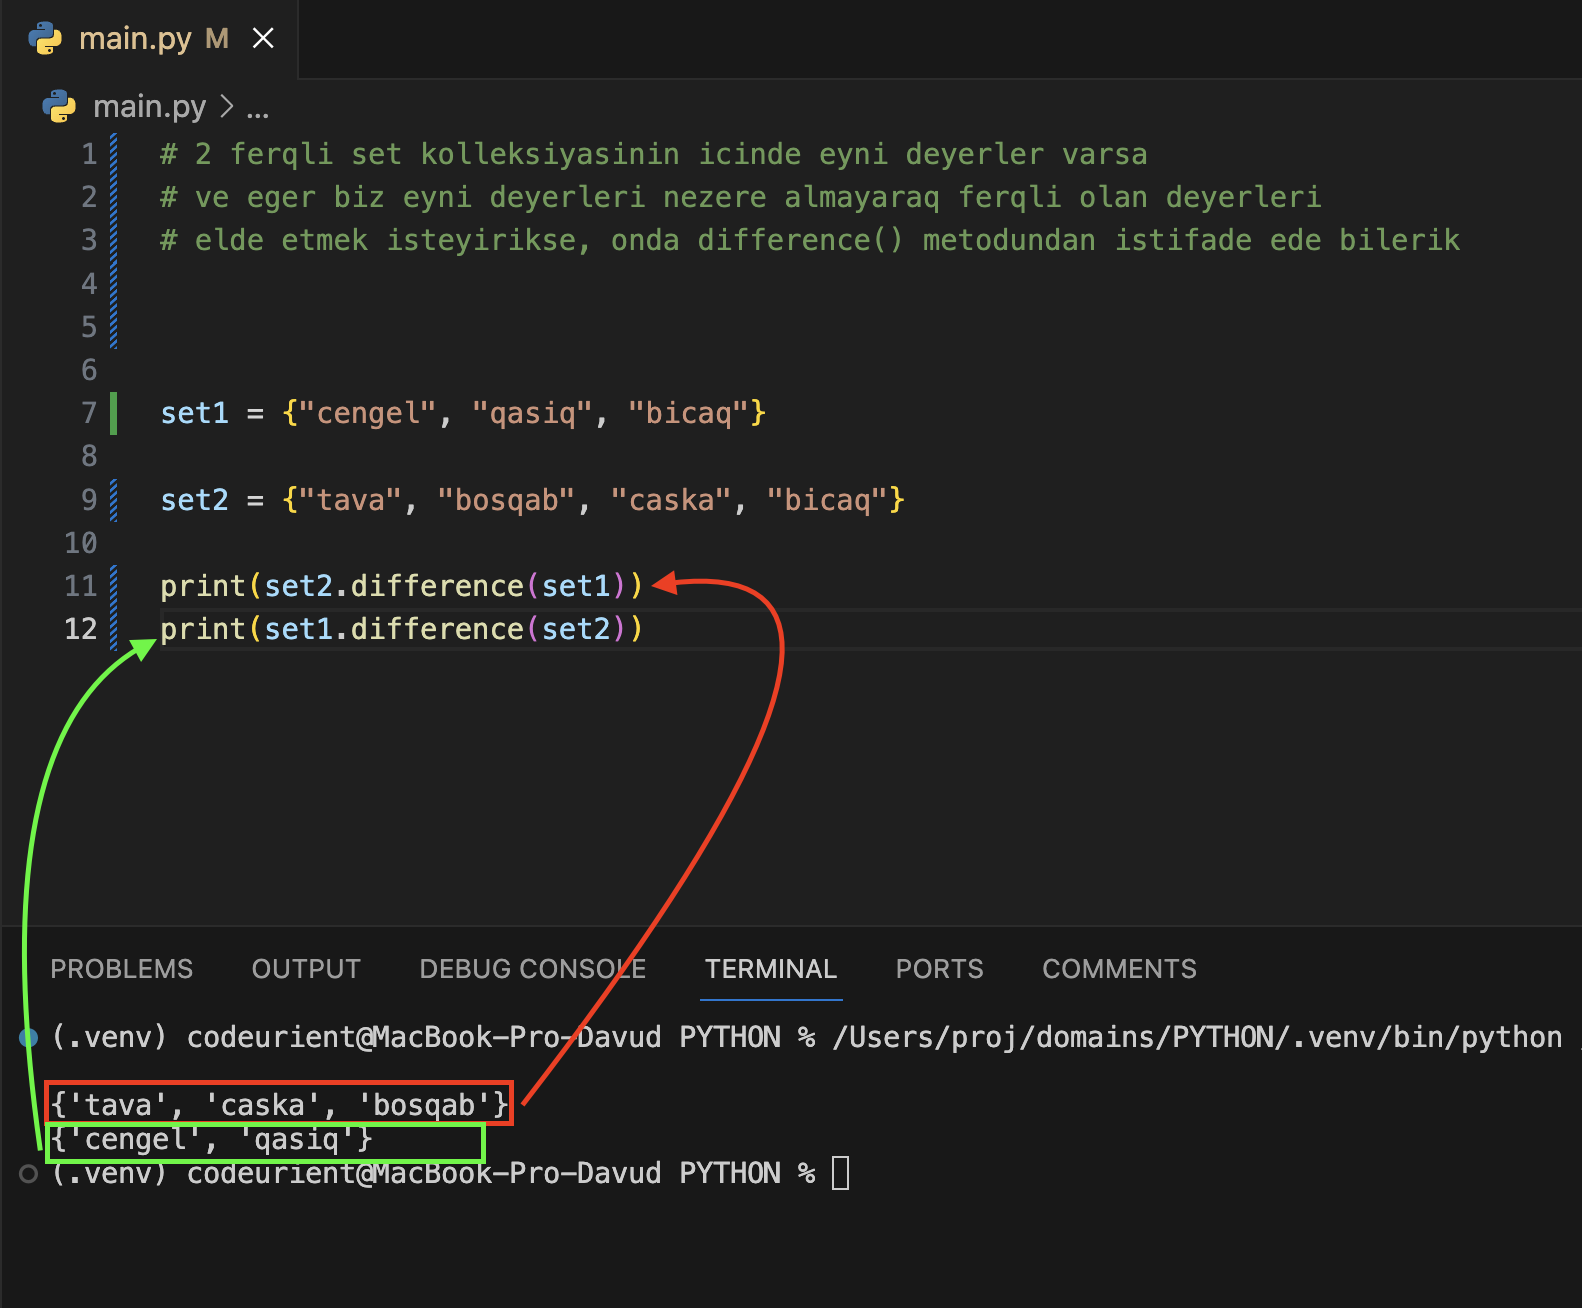 main.py M
main.py > ...
1 # 2 ferqli set kolleksiyasinin icinde eyni deyerler varsa
2 # ve eger biz eyni deyerleri nezere almayaraq ferqli olan deyerleri
3 # elde etmek isteyirikse, onda difference() metodundan istifade ede bilerik
4
5
6
7 set1 = {"cengel", "qasiq", "bicaq"}
8
9 set2 = {"tava", "bosqab", "caska", "bicaq"}
10
11 print(set2.difference(set1))
12 print(set1.difference(set2))
PROBLEMS OUTPUT DEBUG CONSOLE TERMINAL PORTS COMMENTS
(.venv) codeurient@MacBook-Pro-Davud PYTHON % /Users/proj/domains/PYTHON/.venv/bin/python
{'tava', 'caska', 'bosqab'}
{'cengel', 'qasiq'}
(.venv) codeurient@MacBook-Pro-Davud PYTHON %